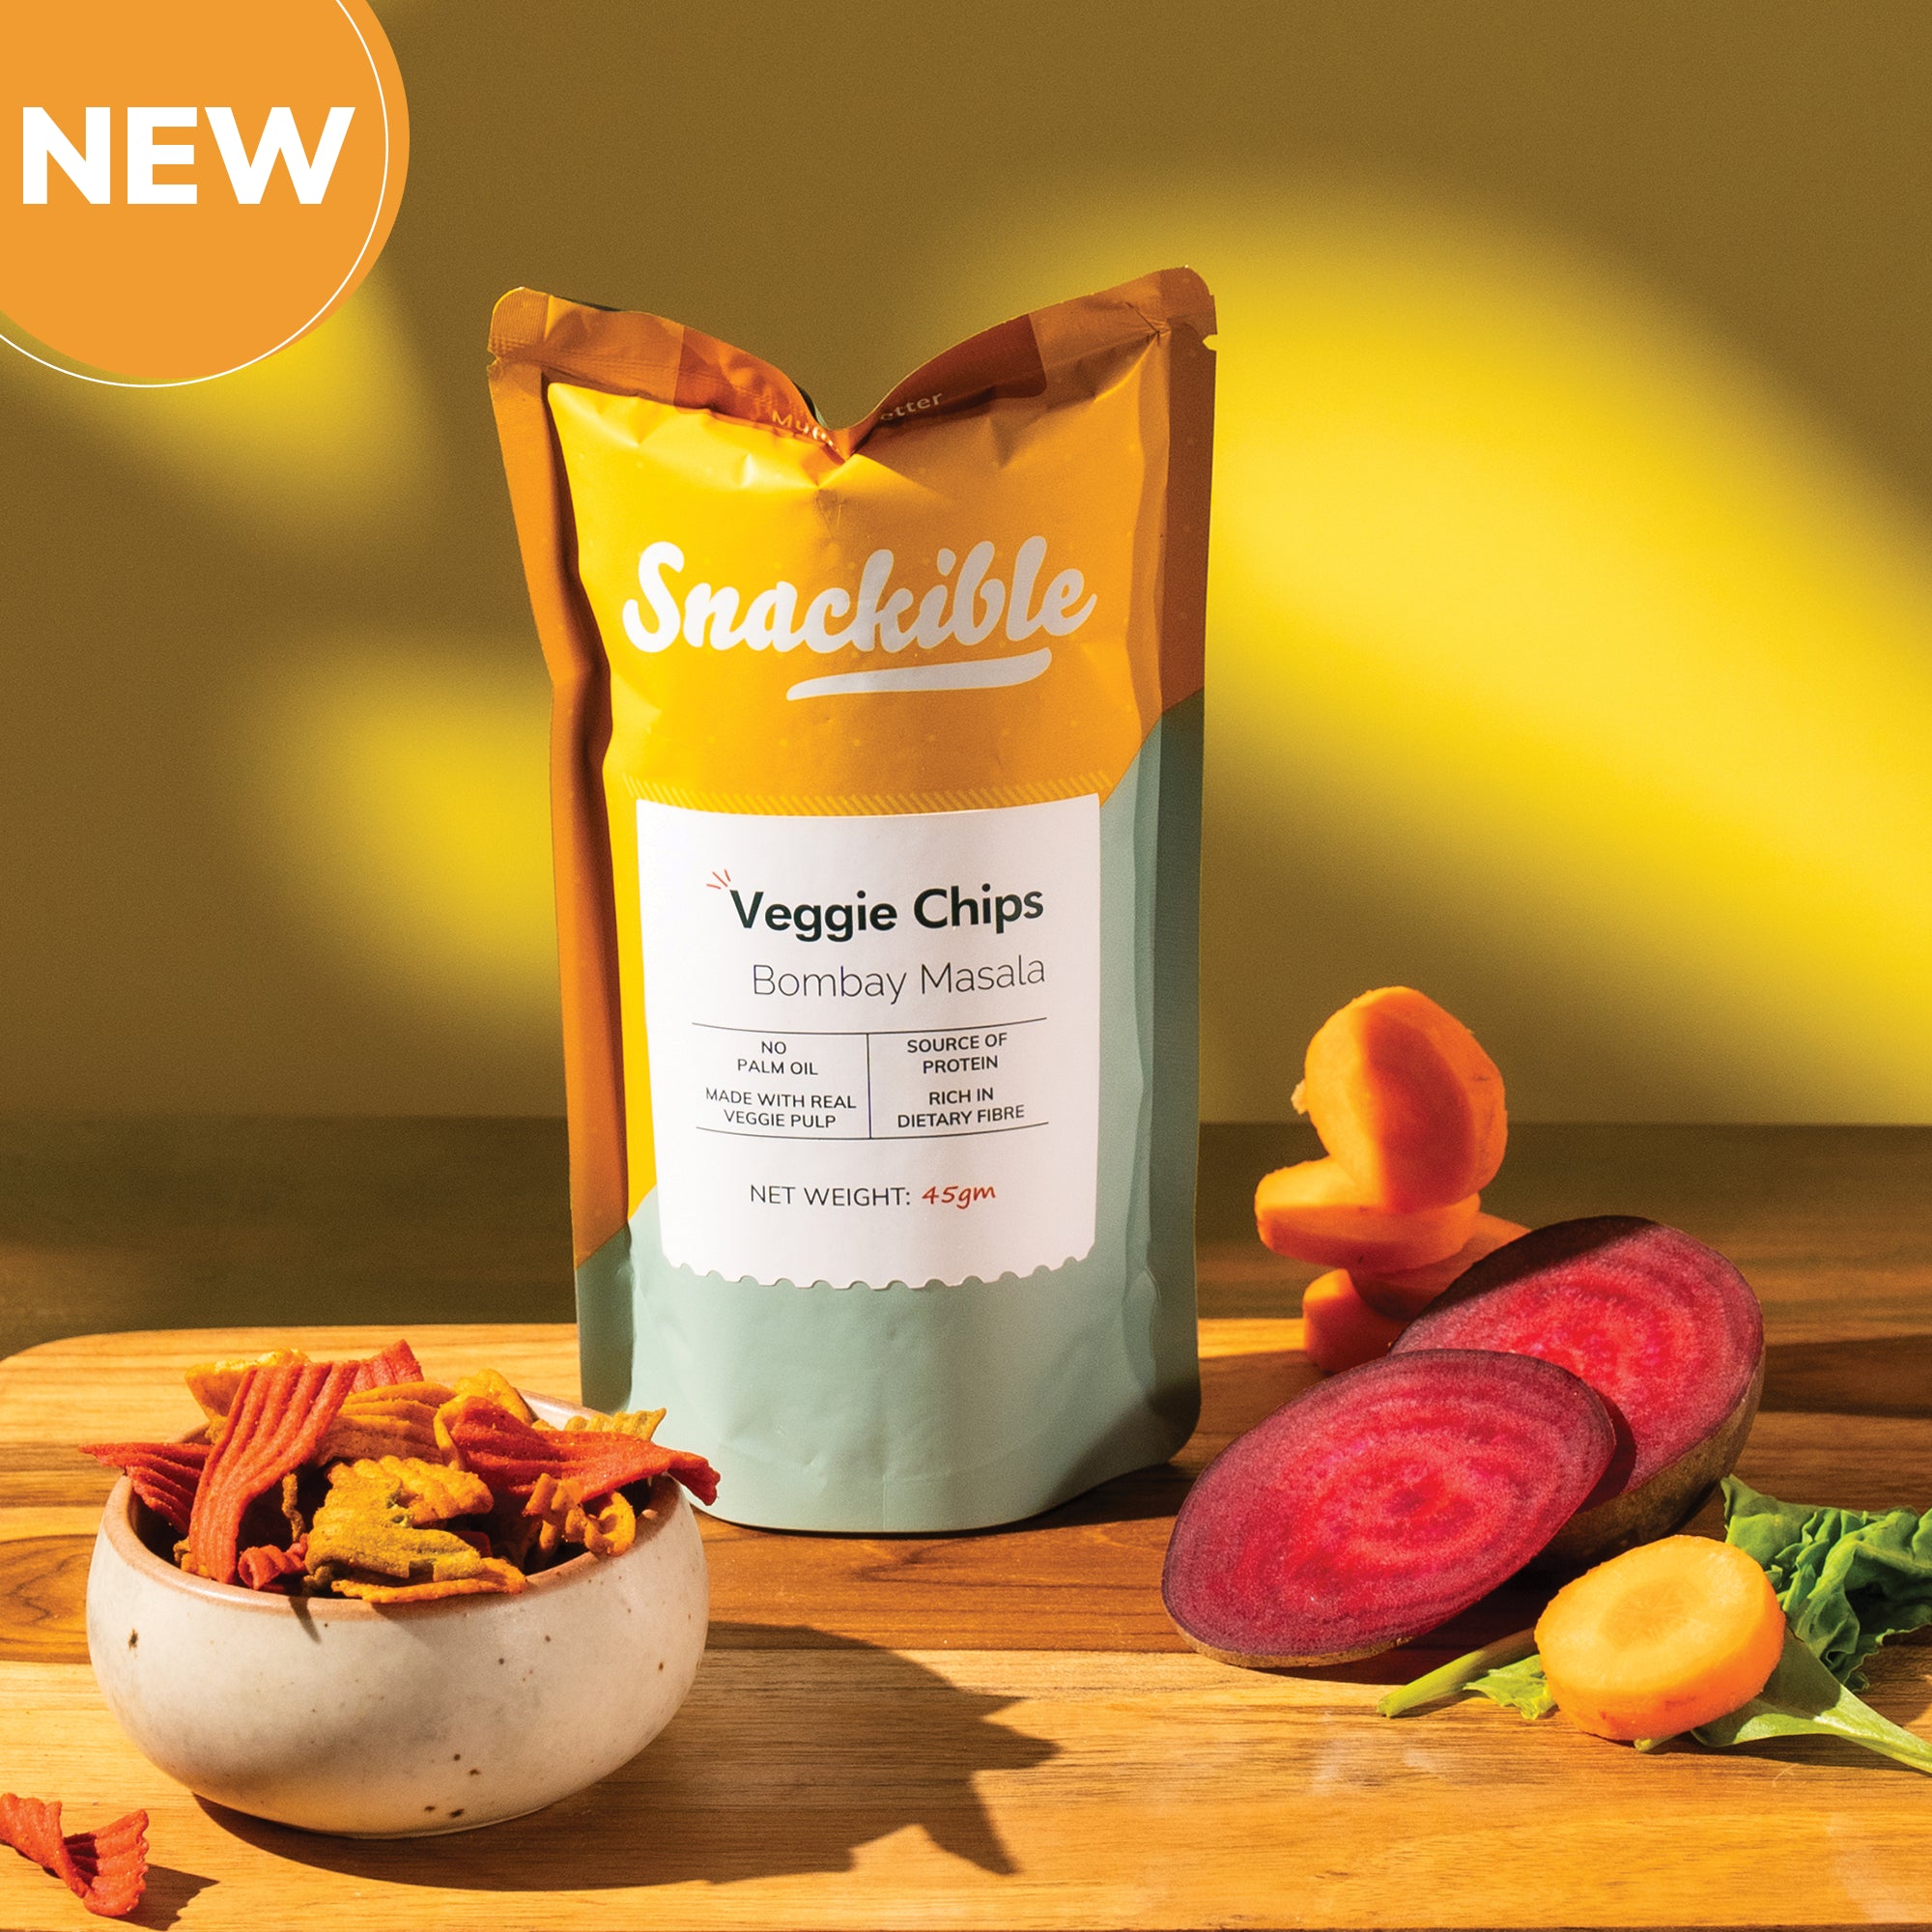 NEW
Snackible
Veggie Chips
Bombay Masala
NO
PALM OIL
MADE WITH REAL
VEGGIE PULP
SOURCE OF
PROTEIN
RICH IN
DIETARY FIBRE
NET WEIGHT: 45gm